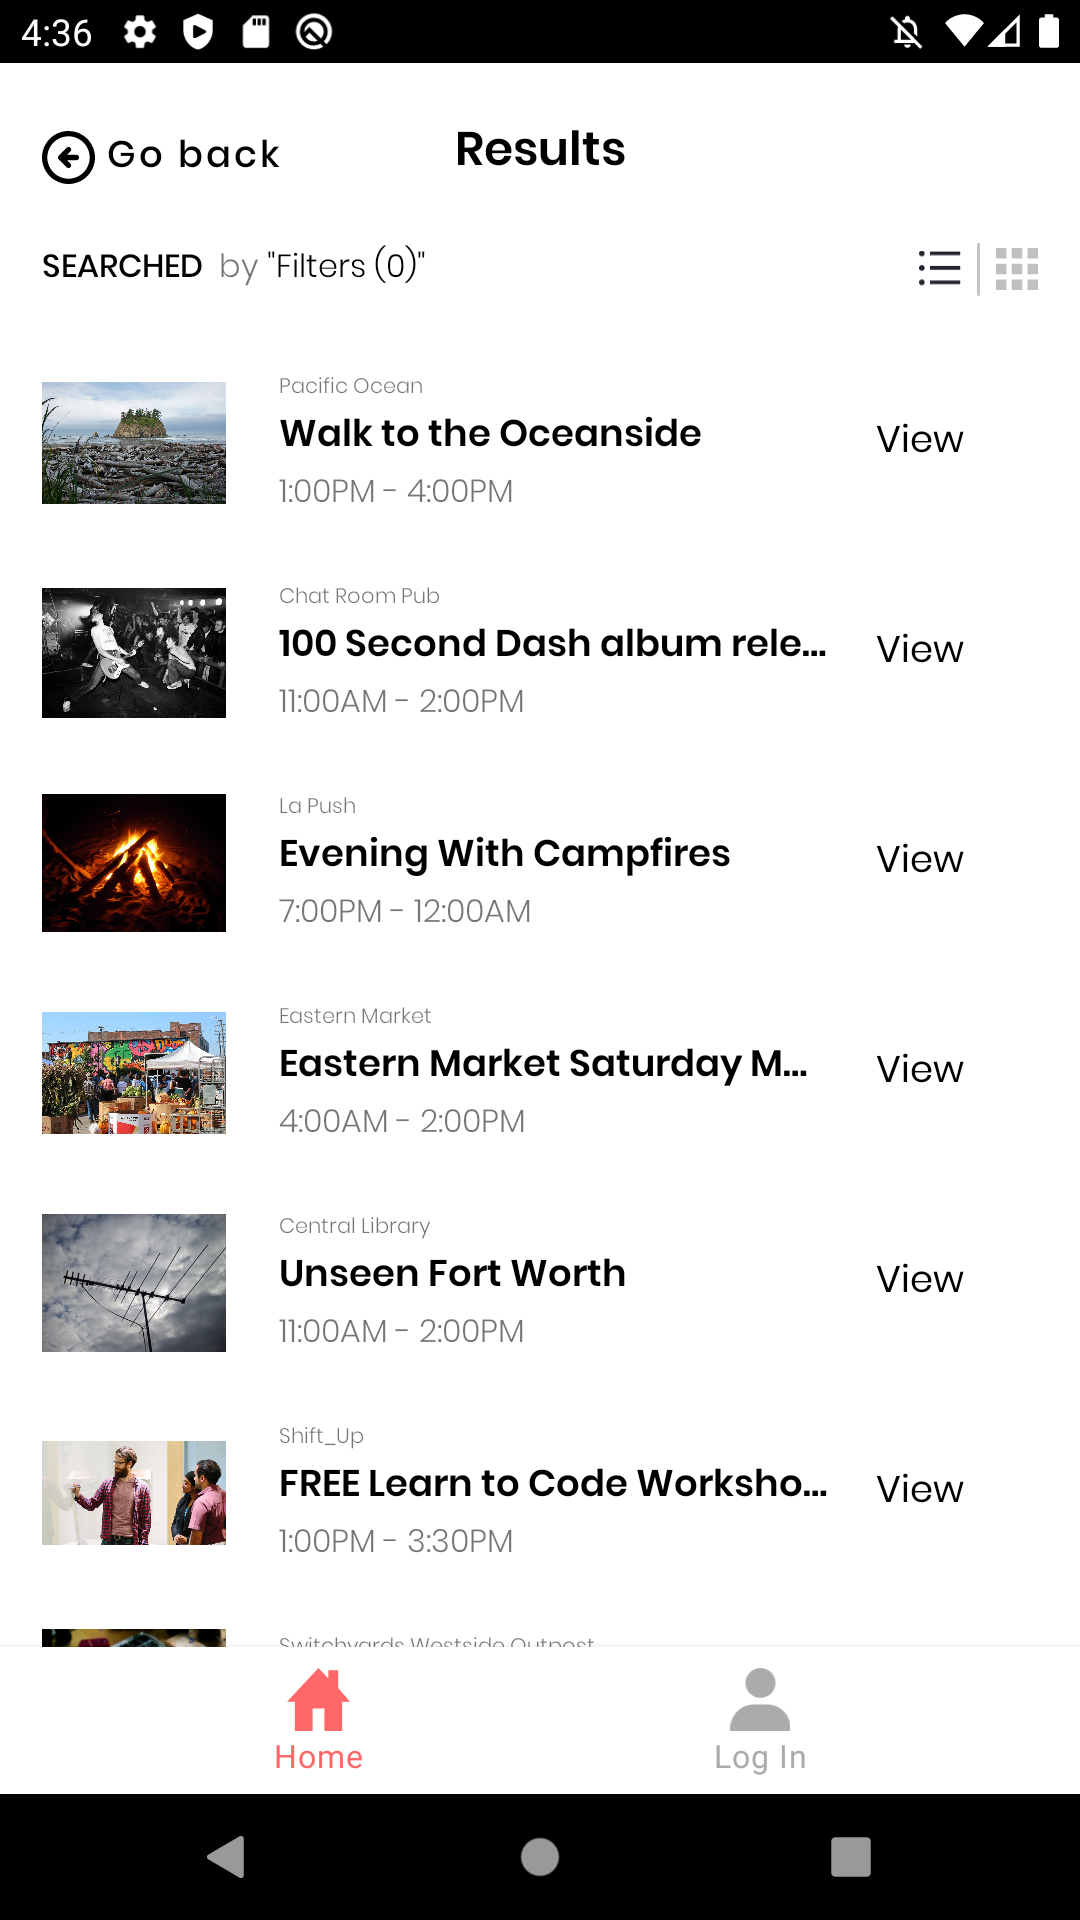 4:36
Go back
Results
SEARCHED by "Filters (0)"
Pacific Ocean
Walk to the Oceanside
1:00PM - 4:00PM
View
Chat Room Pub
100 Second Dash album rele...
11:00AM - 2:00PM
View
La Push
Evening With Campfires
7:00PM - 12:00AM
View
Eastern Market
Eastern Market Saturday M...
4:00AM - 2:00PM
View
Central Library
Unseen Fort Worth
11:00AM - 2:00PM
View
Shift_Up
FREE Learn to Code Worksho...
1:00PM - 3:30PM
View
Switchyards Westside Outpost
Home
Log In